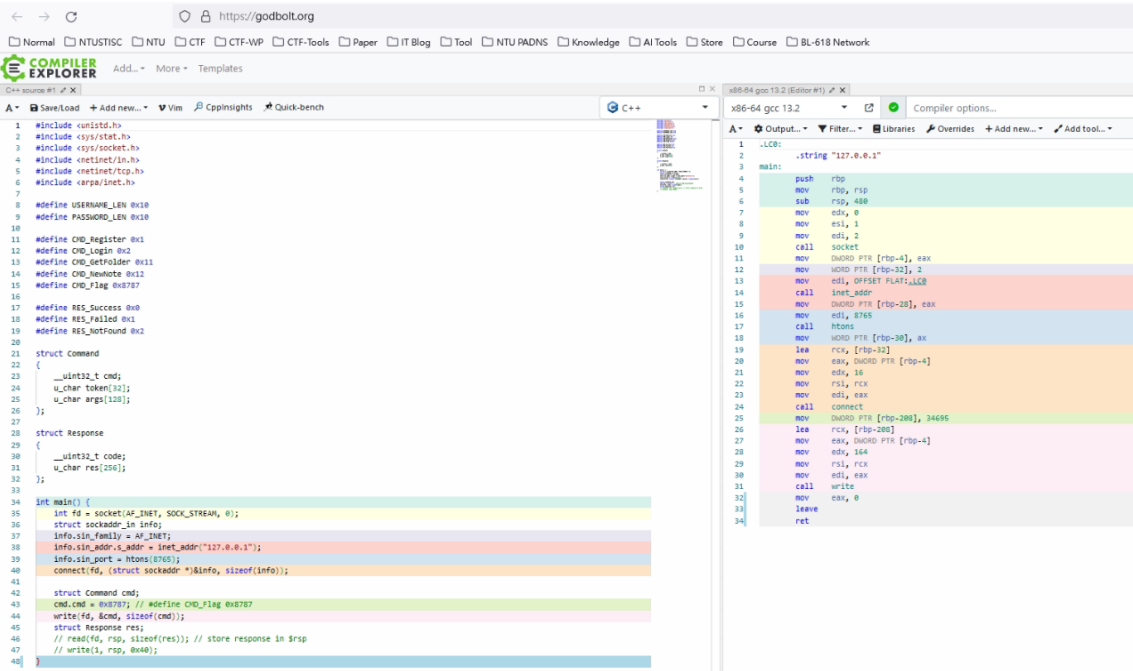 https://godbolt.org
Normal NTUSTISC NTU CTF CTF-WP CTF-Tools Paper IT Blog Tool NTU PADNS Knowledge AI Tools Store Course BL-618 Network
COMPILER EXPLORER Add... More Templates
C++ source #1 X
A Save/Load + Add new... Vim CppInsights Quick-bench C++
1 #include <unistd.h>
2 #include <sys/stat.h>
3 #include <sys/socket.h>
4 #include <netinet/in.h>
5 #include <netinet/tcp.h>
6 #include <arpa/inet.h>
7
8 #define USERNAME_LEN 0x10
9 #define PASSWORD_LEN 0x10
10
11 #define CMD_Register 0x1
12 #define CMD_Login 0x2
13 #define CMD_GetFolder 0x11
14 #define CMD_NewNote 0x12
15 #define CMD_Flag 0x8787
16
17 #define RES_Success 0x0
18 #define RES_Failed 0x1
19 #define RES_NotFound 0x2
20
21 struct Command
22 {
23 __uint32_t cmd;
24 u_char token[32];
25 u_char args[128];
26 };
27
28 struct Response
29 {
30 __uint32_t code;
31 u_char res[256];
32 };
33
34 int main() {
35 int fd = socket(AF_INET, SOCK_STREAM, 0);
36 struct sockaddr_in info;
37 info.sin_family = AF_INET;
38 info.sin_addr.s_addr = inet_addr("127.0.0.1");
39 info.sin_port = htons(8765);
40 connect(fd, (struct sockaddr *)&info, sizeof(info));
41
42 struct Command cmd;
43 cmd.cmd = 0x8787; // #define CMD_Flag 0x8787
44 write(fd, &cmd, sizeof(cmd));
45 struct Response res;
46 // read(fd, rsp, sizeof(res)); // store response in $rsp
47 // write(1, rsp, 0x40);
48 }
x86-64 gcc 13.2 (Editor #1) X
x86-64 gcc 13.2 Compiler options...
A Output... Filter... Libraries Overrides + Add new... Add tool...
1 .LC0:
2 .string "127.0.0.1"
3 main:
4 push rbp
5 mov rbp, rsp
6 sub rsp, 480
7 mov edx, 0
8 mov esi, 1
9 mov edi, 2
10 call socket
11 mov DWORD PTR [rbp-4], eax
12 mov WORD PTR [rbp-32], 2
13 mov edi, OFFSET FLAT:.LC0
14 call inet_addr
15 mov DWORD PTR [rbp-28], eax
16 mov edi, 8765
17 call htons
18 mov WORD PTR [rbp-30], ax
19 lea rcx, [rbp-32]
20 mov eax, DWORD PTR [rbp-4]
21 mov edx, 16
22 mov rsi, rcx
23 mov edi, eax
24 call connect
25 mov DWORD PTR [rbp-208], 34695
26 lea rcx, [rbp-208]
27 mov eax, DWORD PTR [rbp-4]
28 mov edx, 164
29 mov rsi, rcx
30 mov edi, eax
31 call write
32 mov eax, 0
33 leave
34 ret